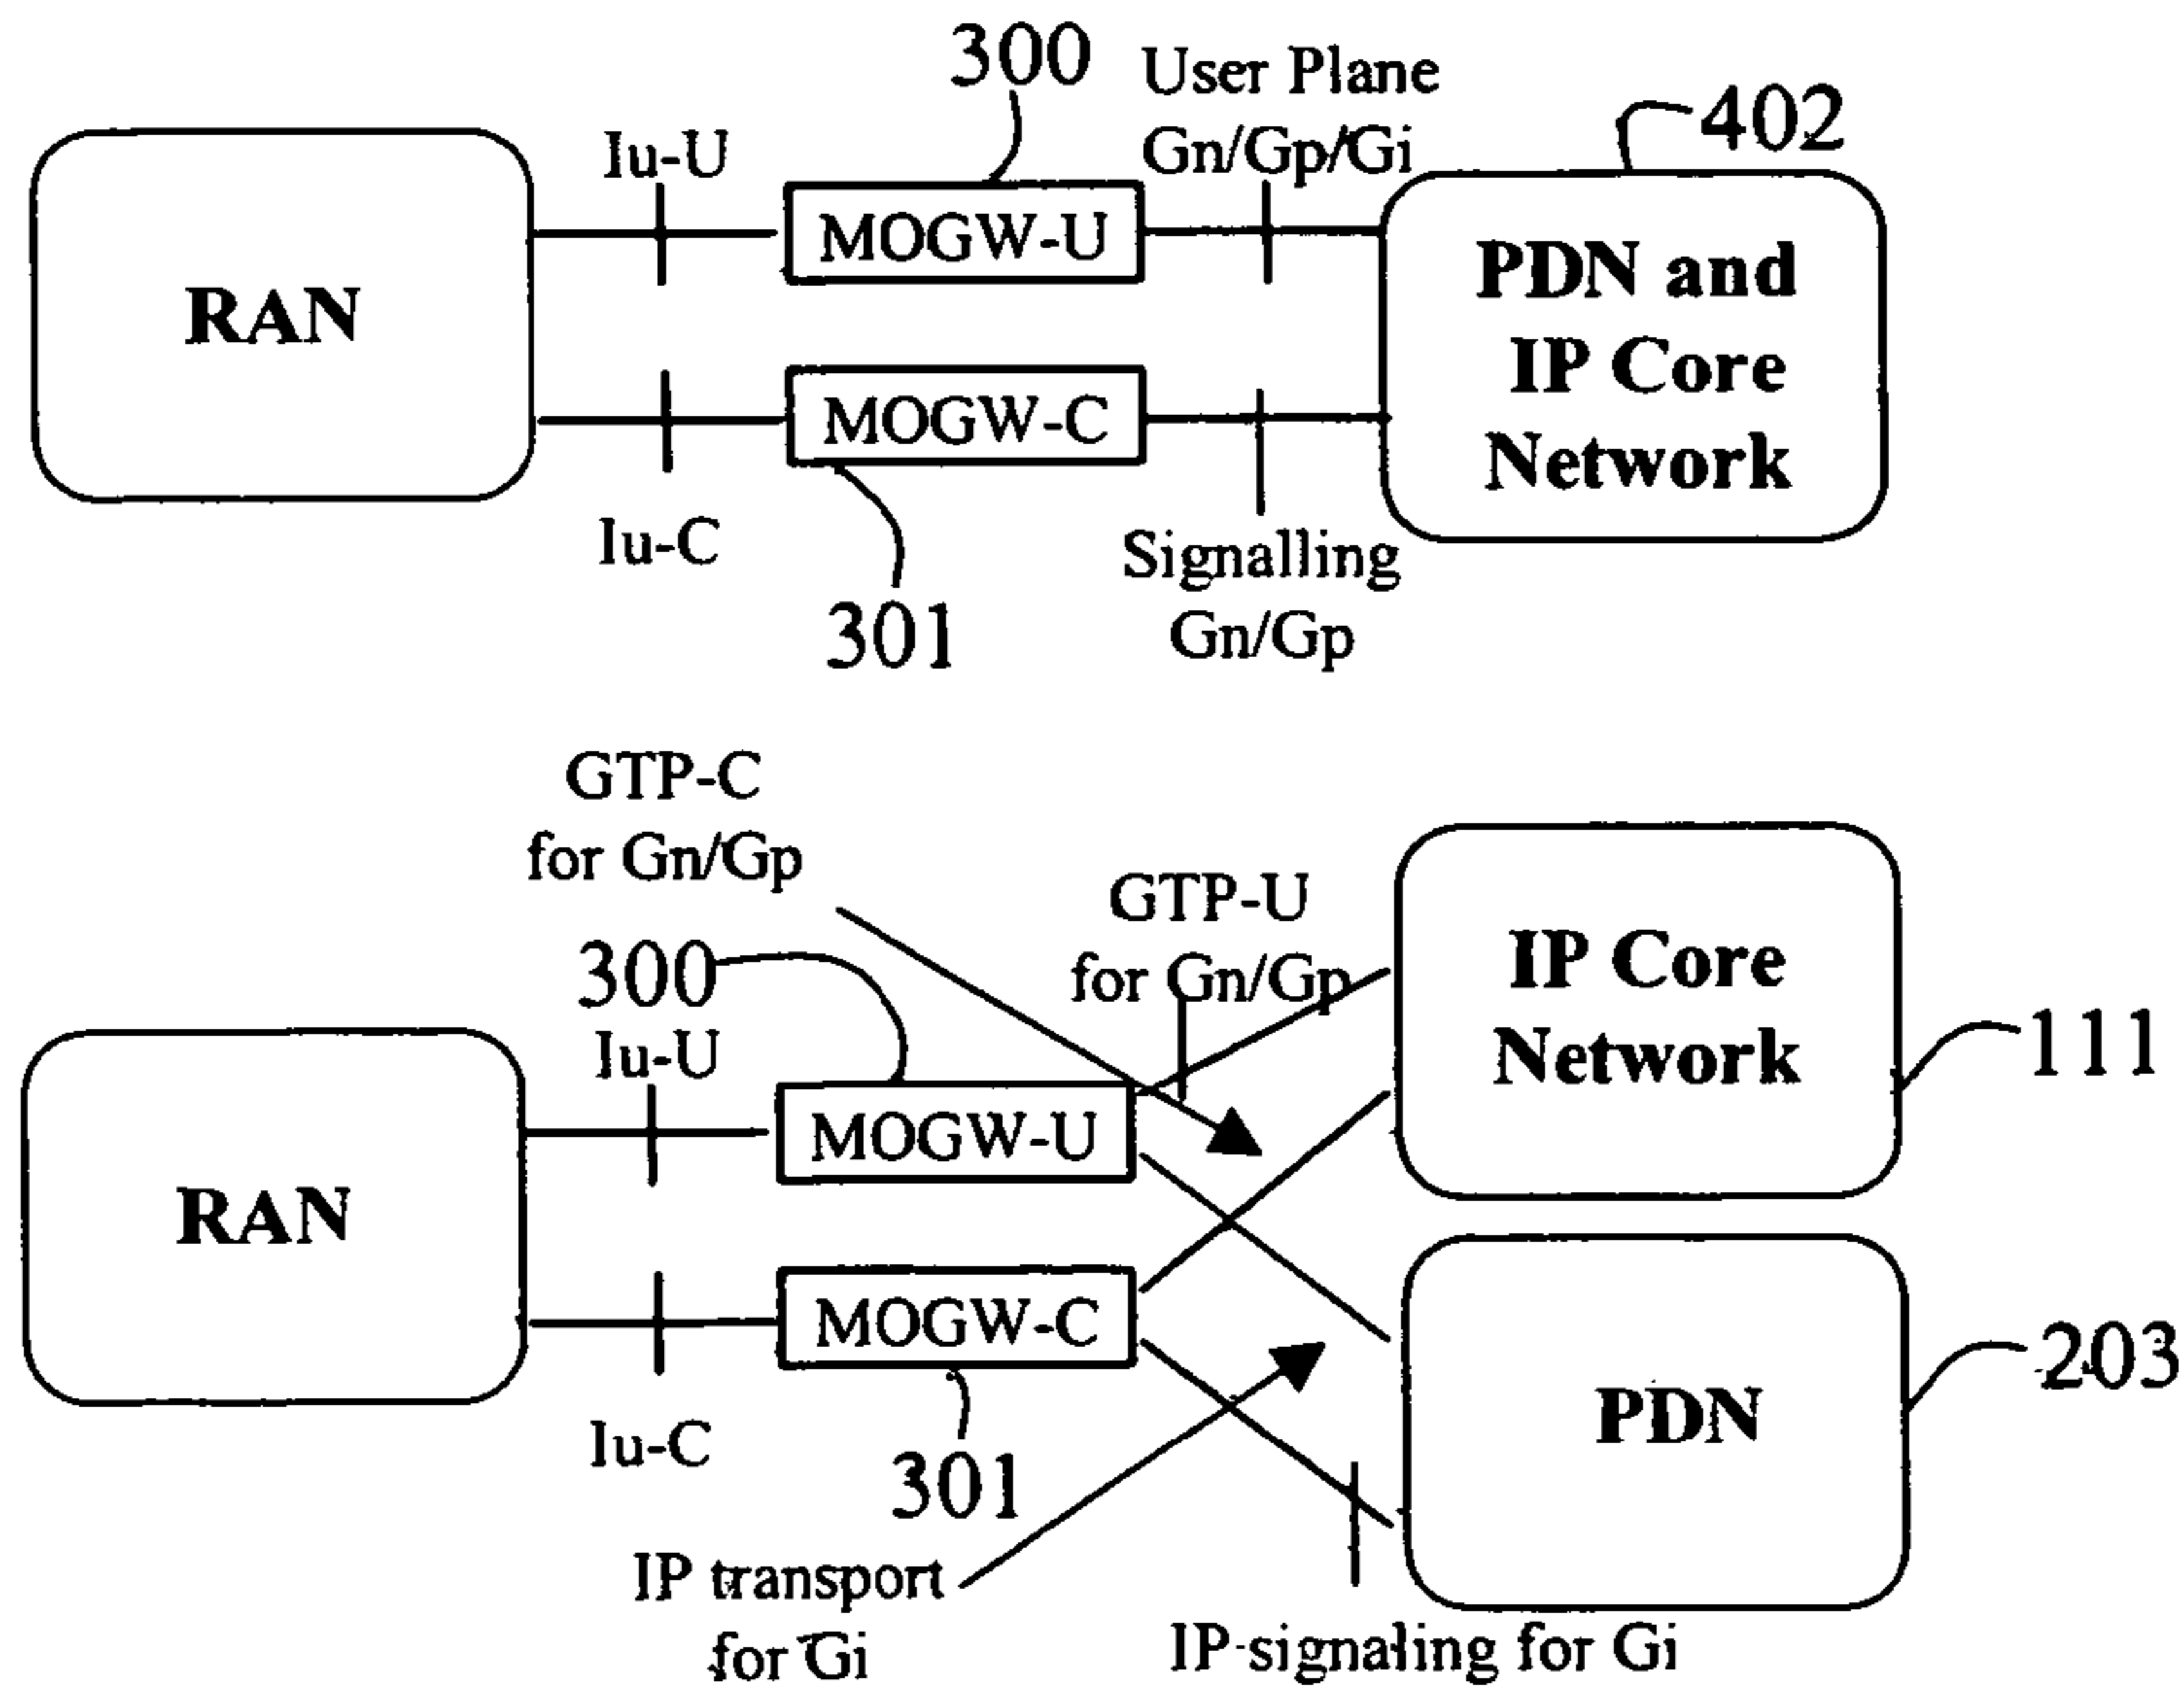 300
User Plane
Gn/Gp/Gi
402
Iu-U
MOGW-U
RAN
PDN and
IP Core
Network
MOGW-C
Iu-C
Signalling
Gn/Gp
301
GTP-C
for Gn/Gp
GTP-U
for Gn/Gp
300
IP Core
Network
111
Iu-U
MOGW-U
RAN
MOGW-C
203
PDN
Iu-C
301
IP transport
for Gi
IP signaling for Gi